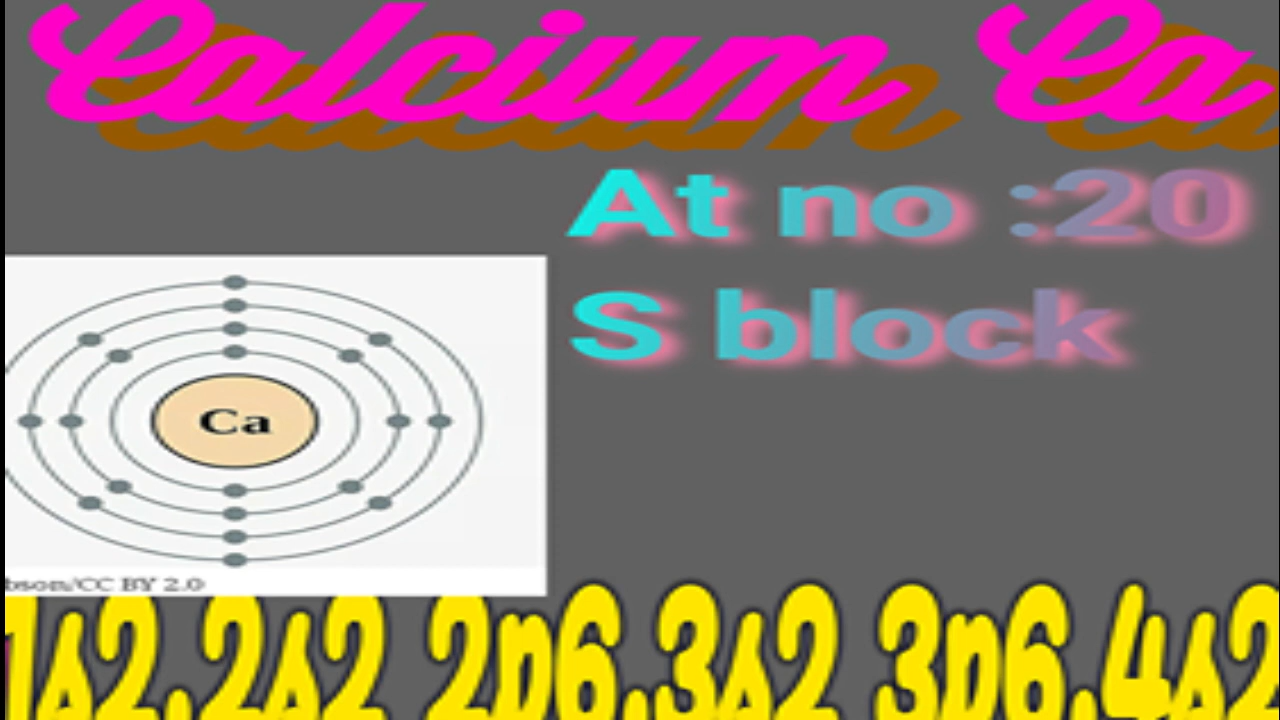 Calcium Ca
At no :20
S block
Ca
bson/CC BY 2.0
1s2,2s2 2p6,3s2 3p6,4s2